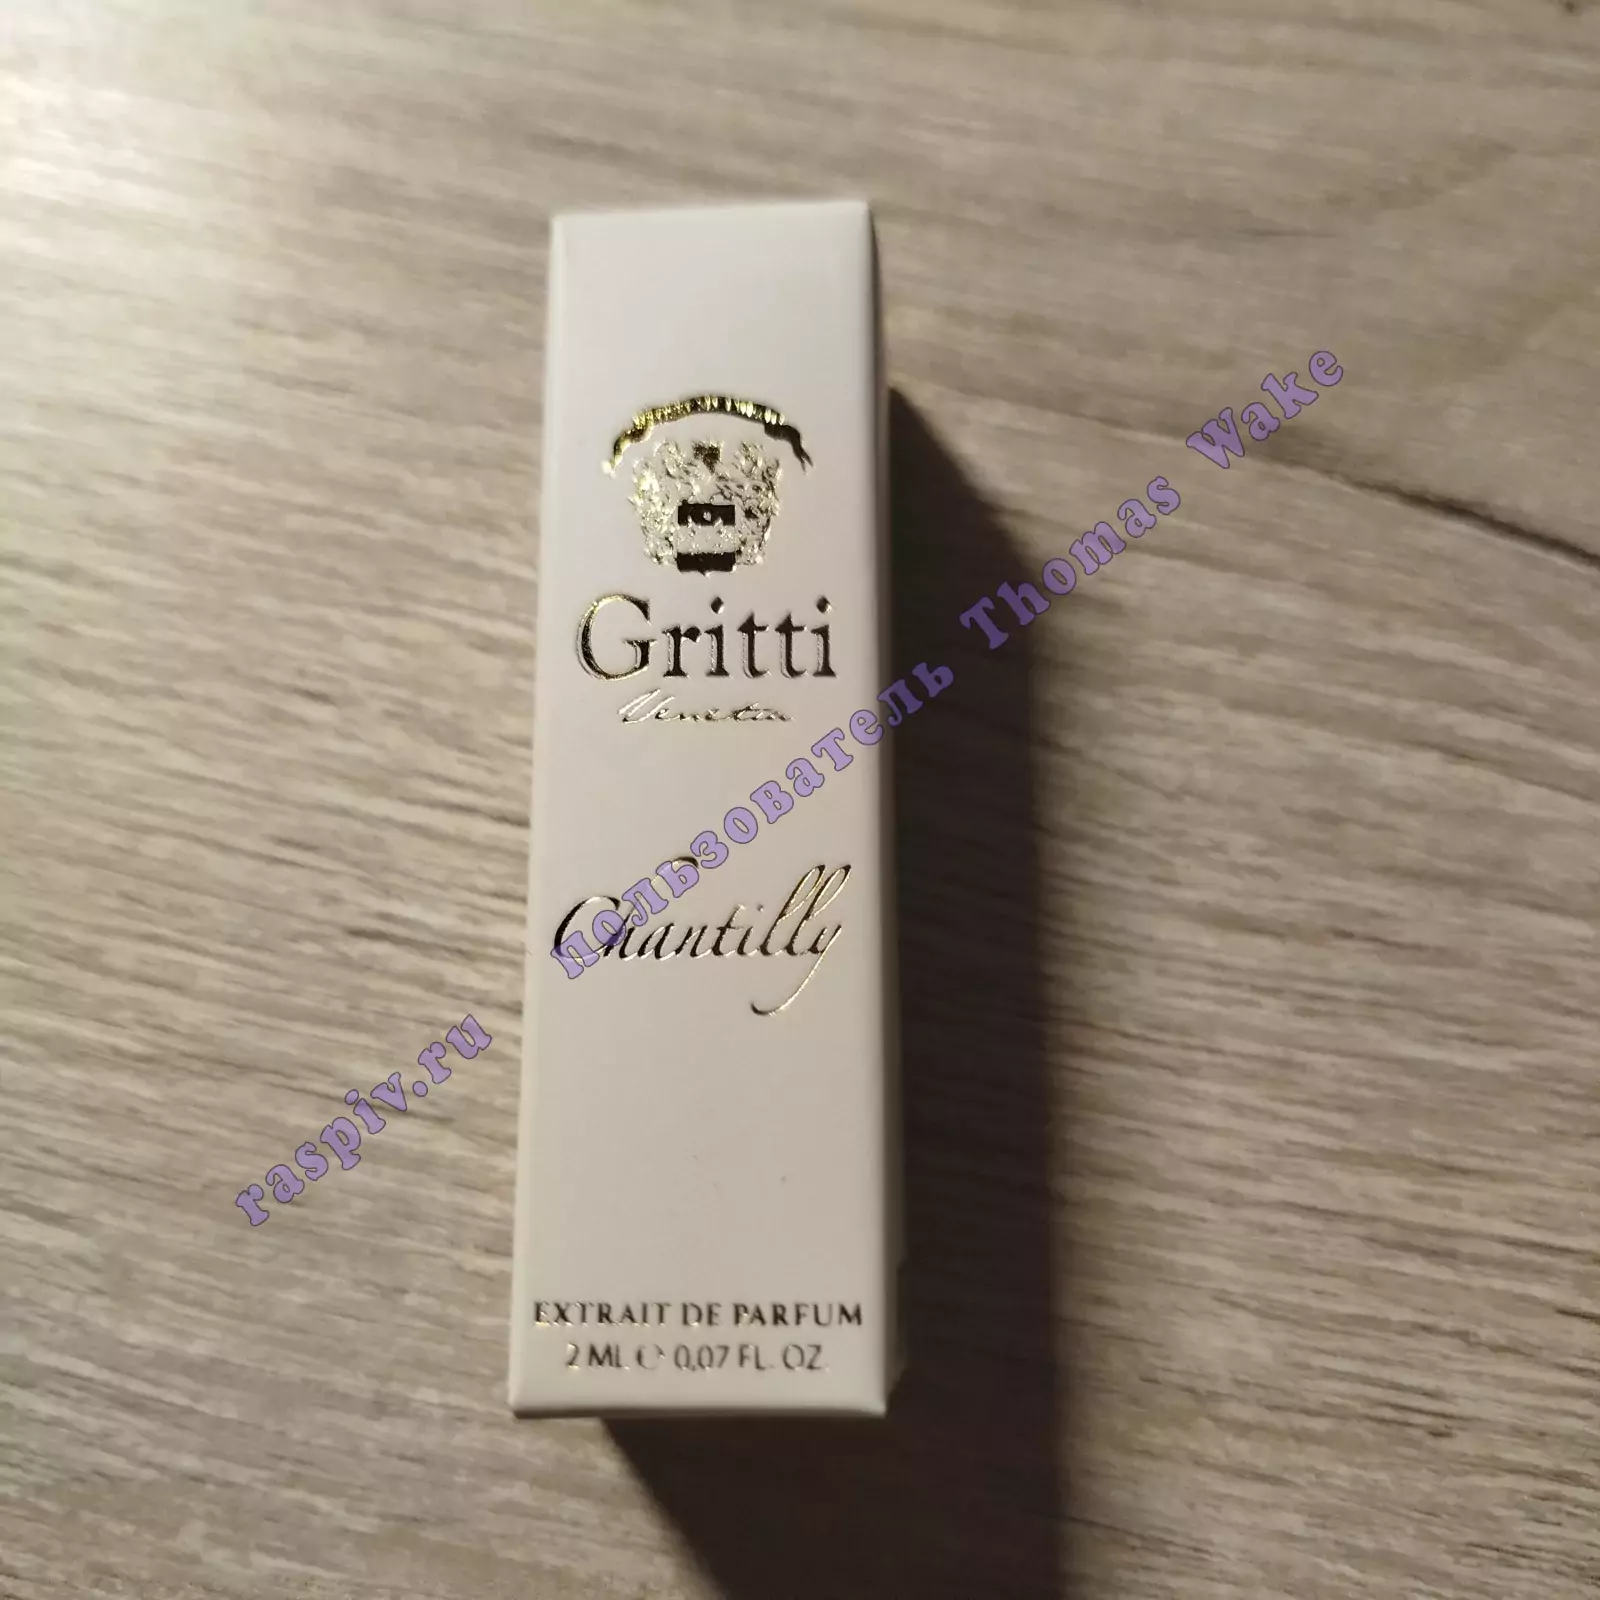 Gritti
Venetia
Chantilly
EXTRAIT DE PARFUM
2 ML ℮ 0,07 FL. OZ.
raspiv.ru пользователь Thomas Wake